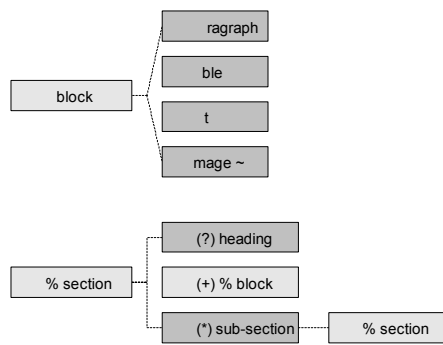 ragraph
ble
block
t
mage ~
(?) heading
% section
(+) % block
(*) sub-section
% section